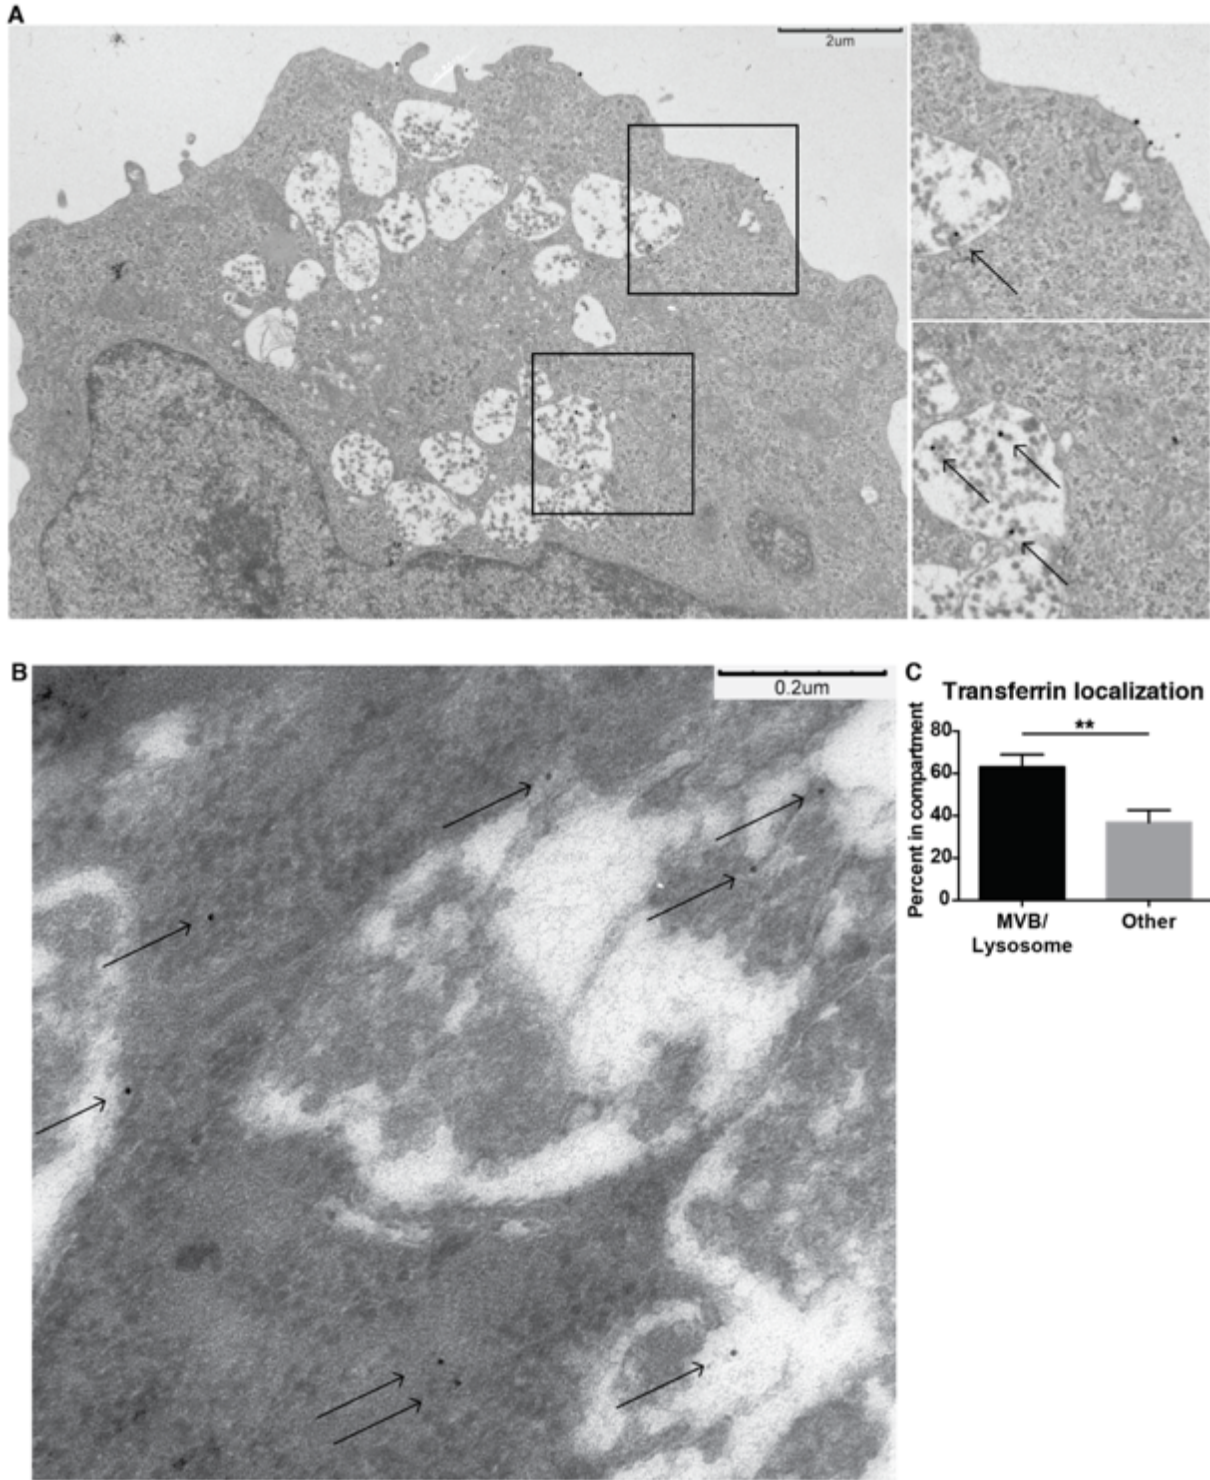 A
2um
B
0.2um
C
Transferrin localization
Percent in compartment
80
60
40
20
0
**
MVB/
Lysosome
Other